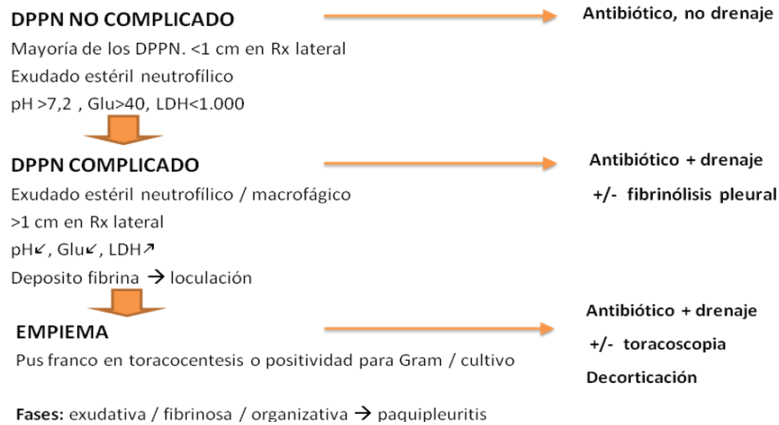 DPPN NO COMPLICADO
Antibiótico, no drenaje
Mayoría de los DPPN. <1 cm en Rx lateral
Exudado estéril neutrofílico
pH >7,2 , Glu>40, LDH<1.000
DPPN COMPLICADO
Antibiótico + drenaje
Exudado estéril neutrofílico / macrofágico
+/- fibrinólisis pleural
>1 cm en Rx lateral
pH↙, Glu↙, LDH↗
Deposito fibrina → loculación
EMPIEMA
Antibiótico + drenaje
Pus franco en toracocentesis o positividad para Gram / cultivo
+/- toracoscopia
Decorticación
Fases: exudativa / fibrinosa / organizativa → paquipleuritis